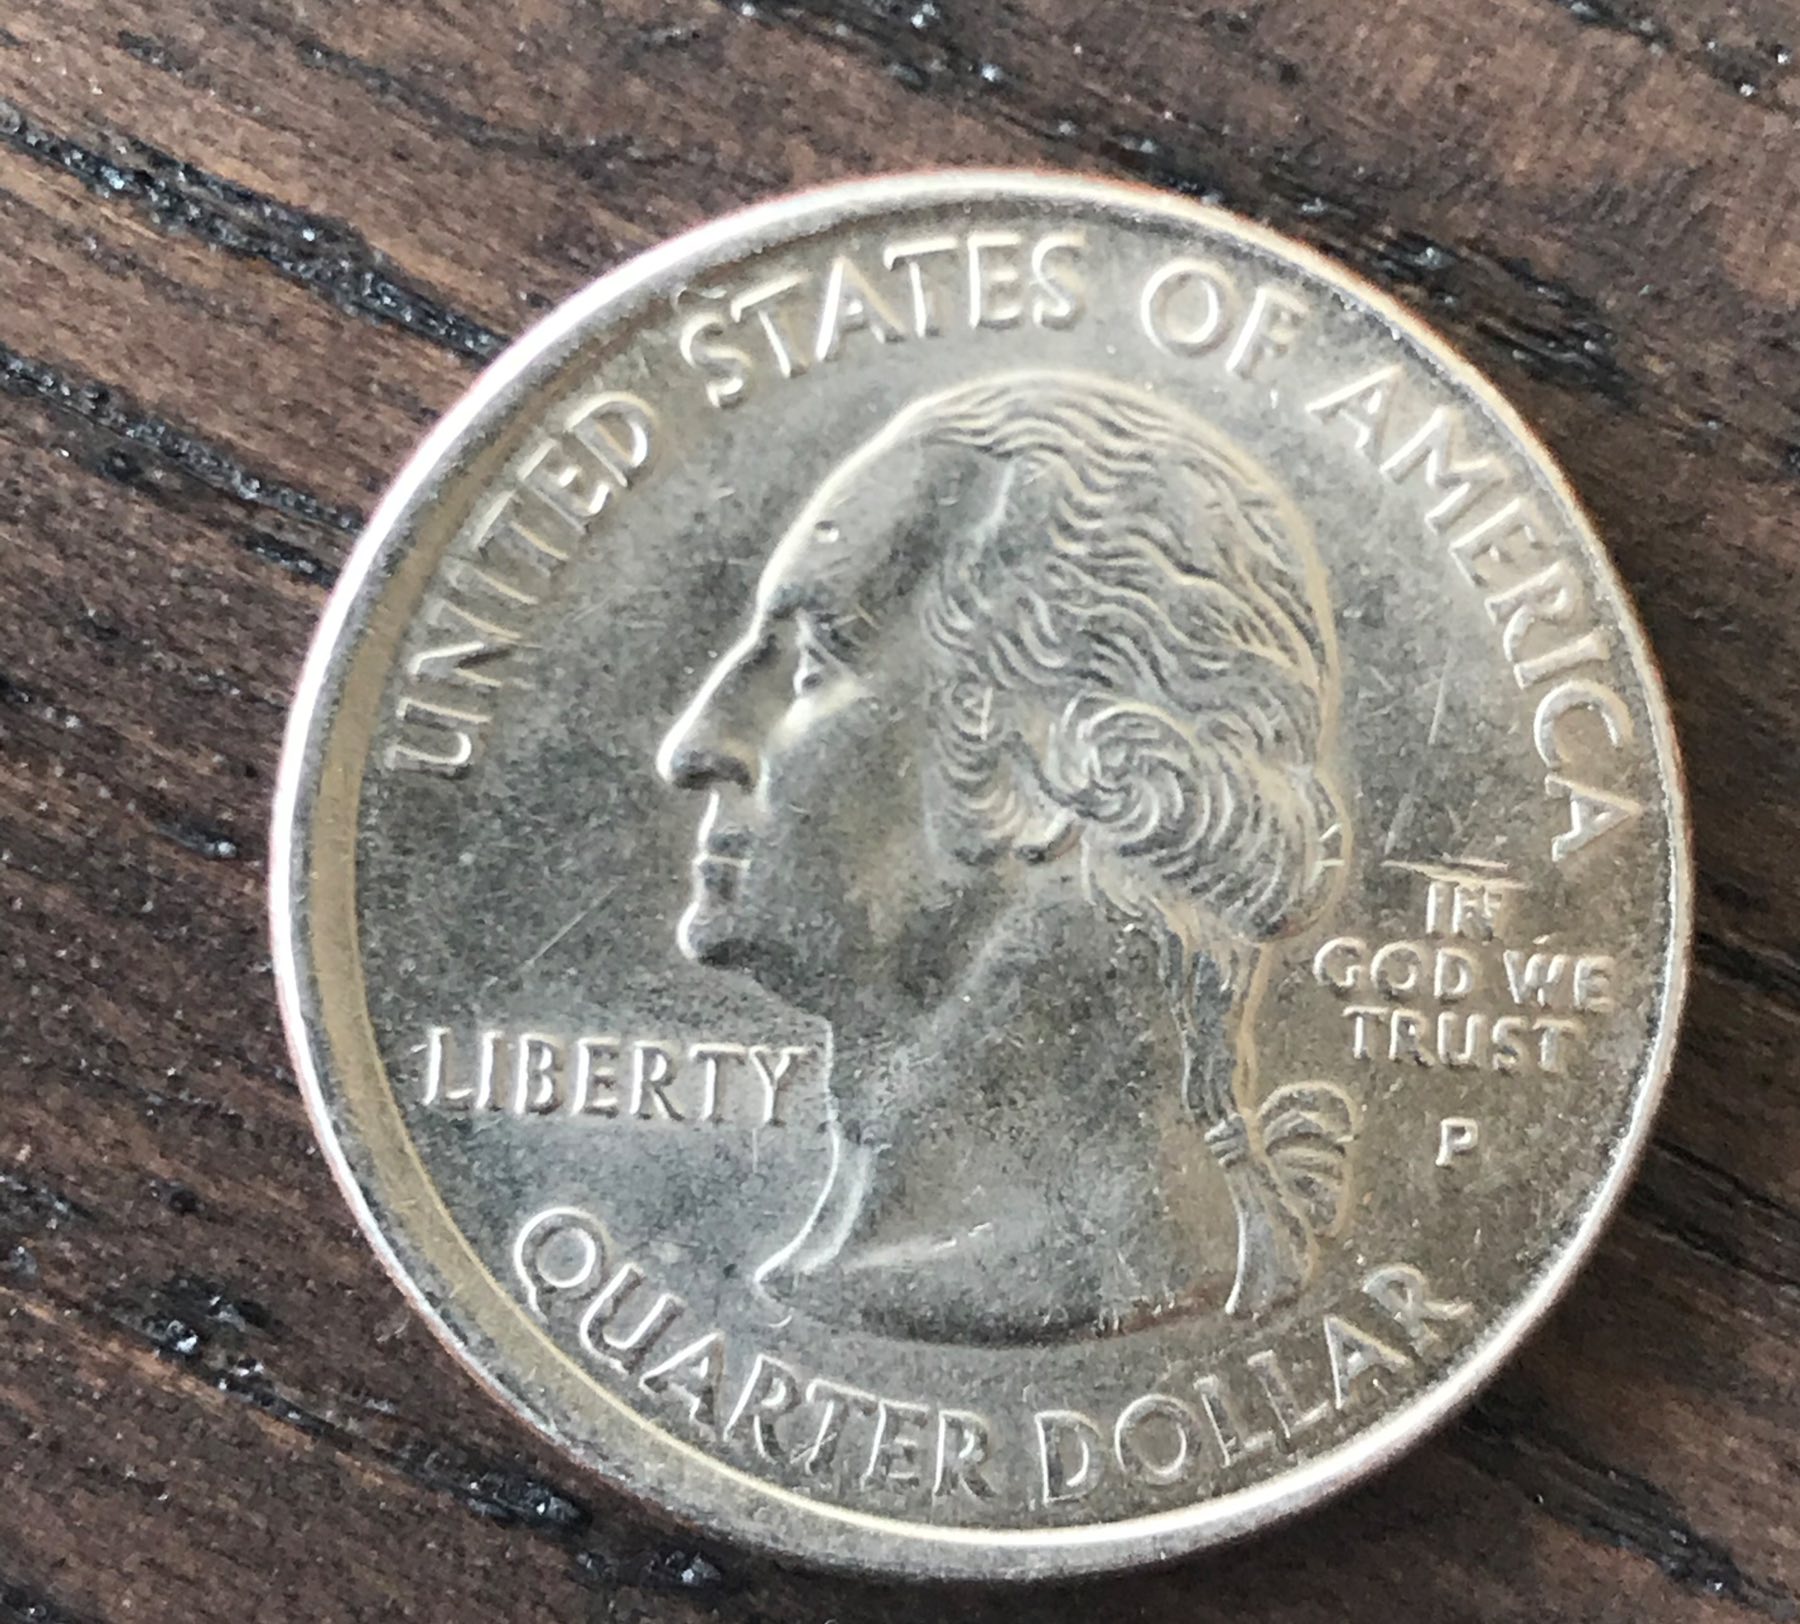 UNITED STATES OF AMERICA
LIBERTY
IN
GOD WE
TRUST
P
QUARTER DOLLAR